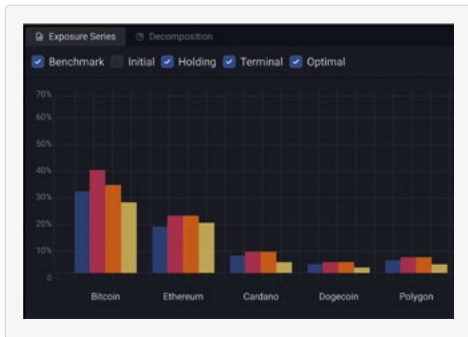 Exposure Series Decomposition
Benchmark Initial Holding Terminal Optimal
70%
60%
50%
40%
30%
20%
10%
0
Bitcoin Ethereum Cardano Dogecoin Polygon